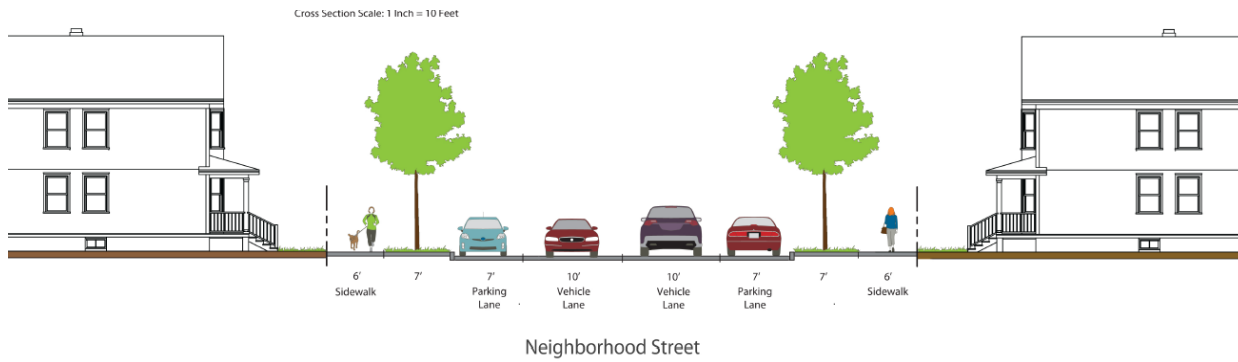 Cross Section Scale: 1 Inch = 10 Feet
6' 7' 7' 10' 10' 7' 7' 6'
Sidewalk Parking Vehicle Vehicle Parking Sidewalk
Lane Lane Lane Lane
Neighborhood Street